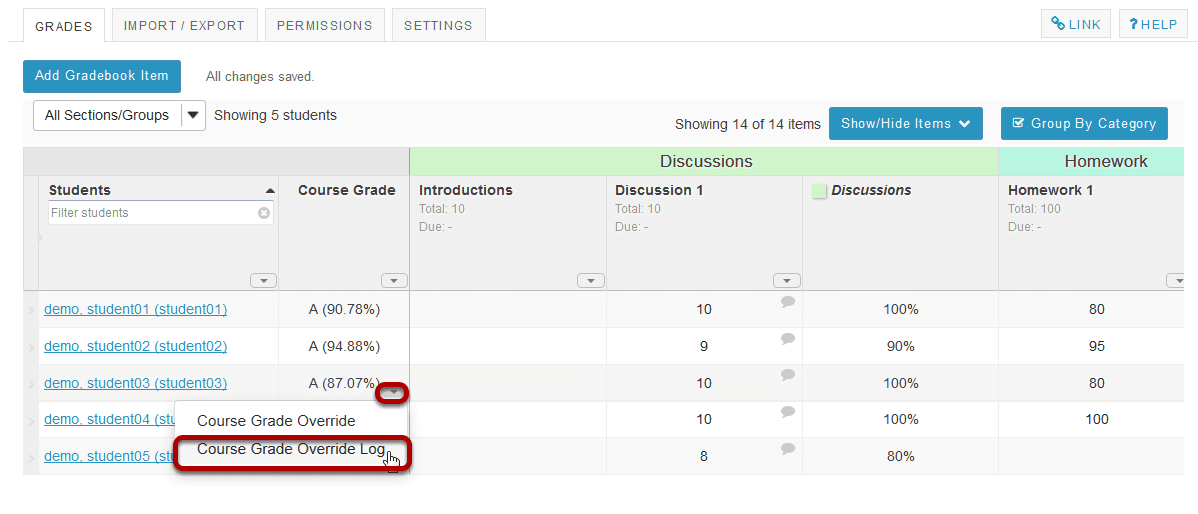 GRADES IMPORT / EXPORT PERMISSIONS SETTINGS LINK ?HELP
Add Gradebook Item All changes saved.
All Sections/Groups Showing 5 students
Showing 14 of 14 items Show/Hide Items Group By Category
Discussions Homework
Students Course Grade Introductions Discussion 1 Discussions Homework 1
Filter students Total: 10 Total: 10 Total: 100
Due: - Due: - Due: -
demo, student01 (student01) A (90.78%) 10 100% 80
demo, student02 (student02) A (94.88%) 9 90% 95
demo, student03 (student03) A (87.07%) 10 100% 80
demo, student04 (stu 10 100% 100
Course Grade Override
Course Grade Override Log
demo, student05 (stu 8 80%